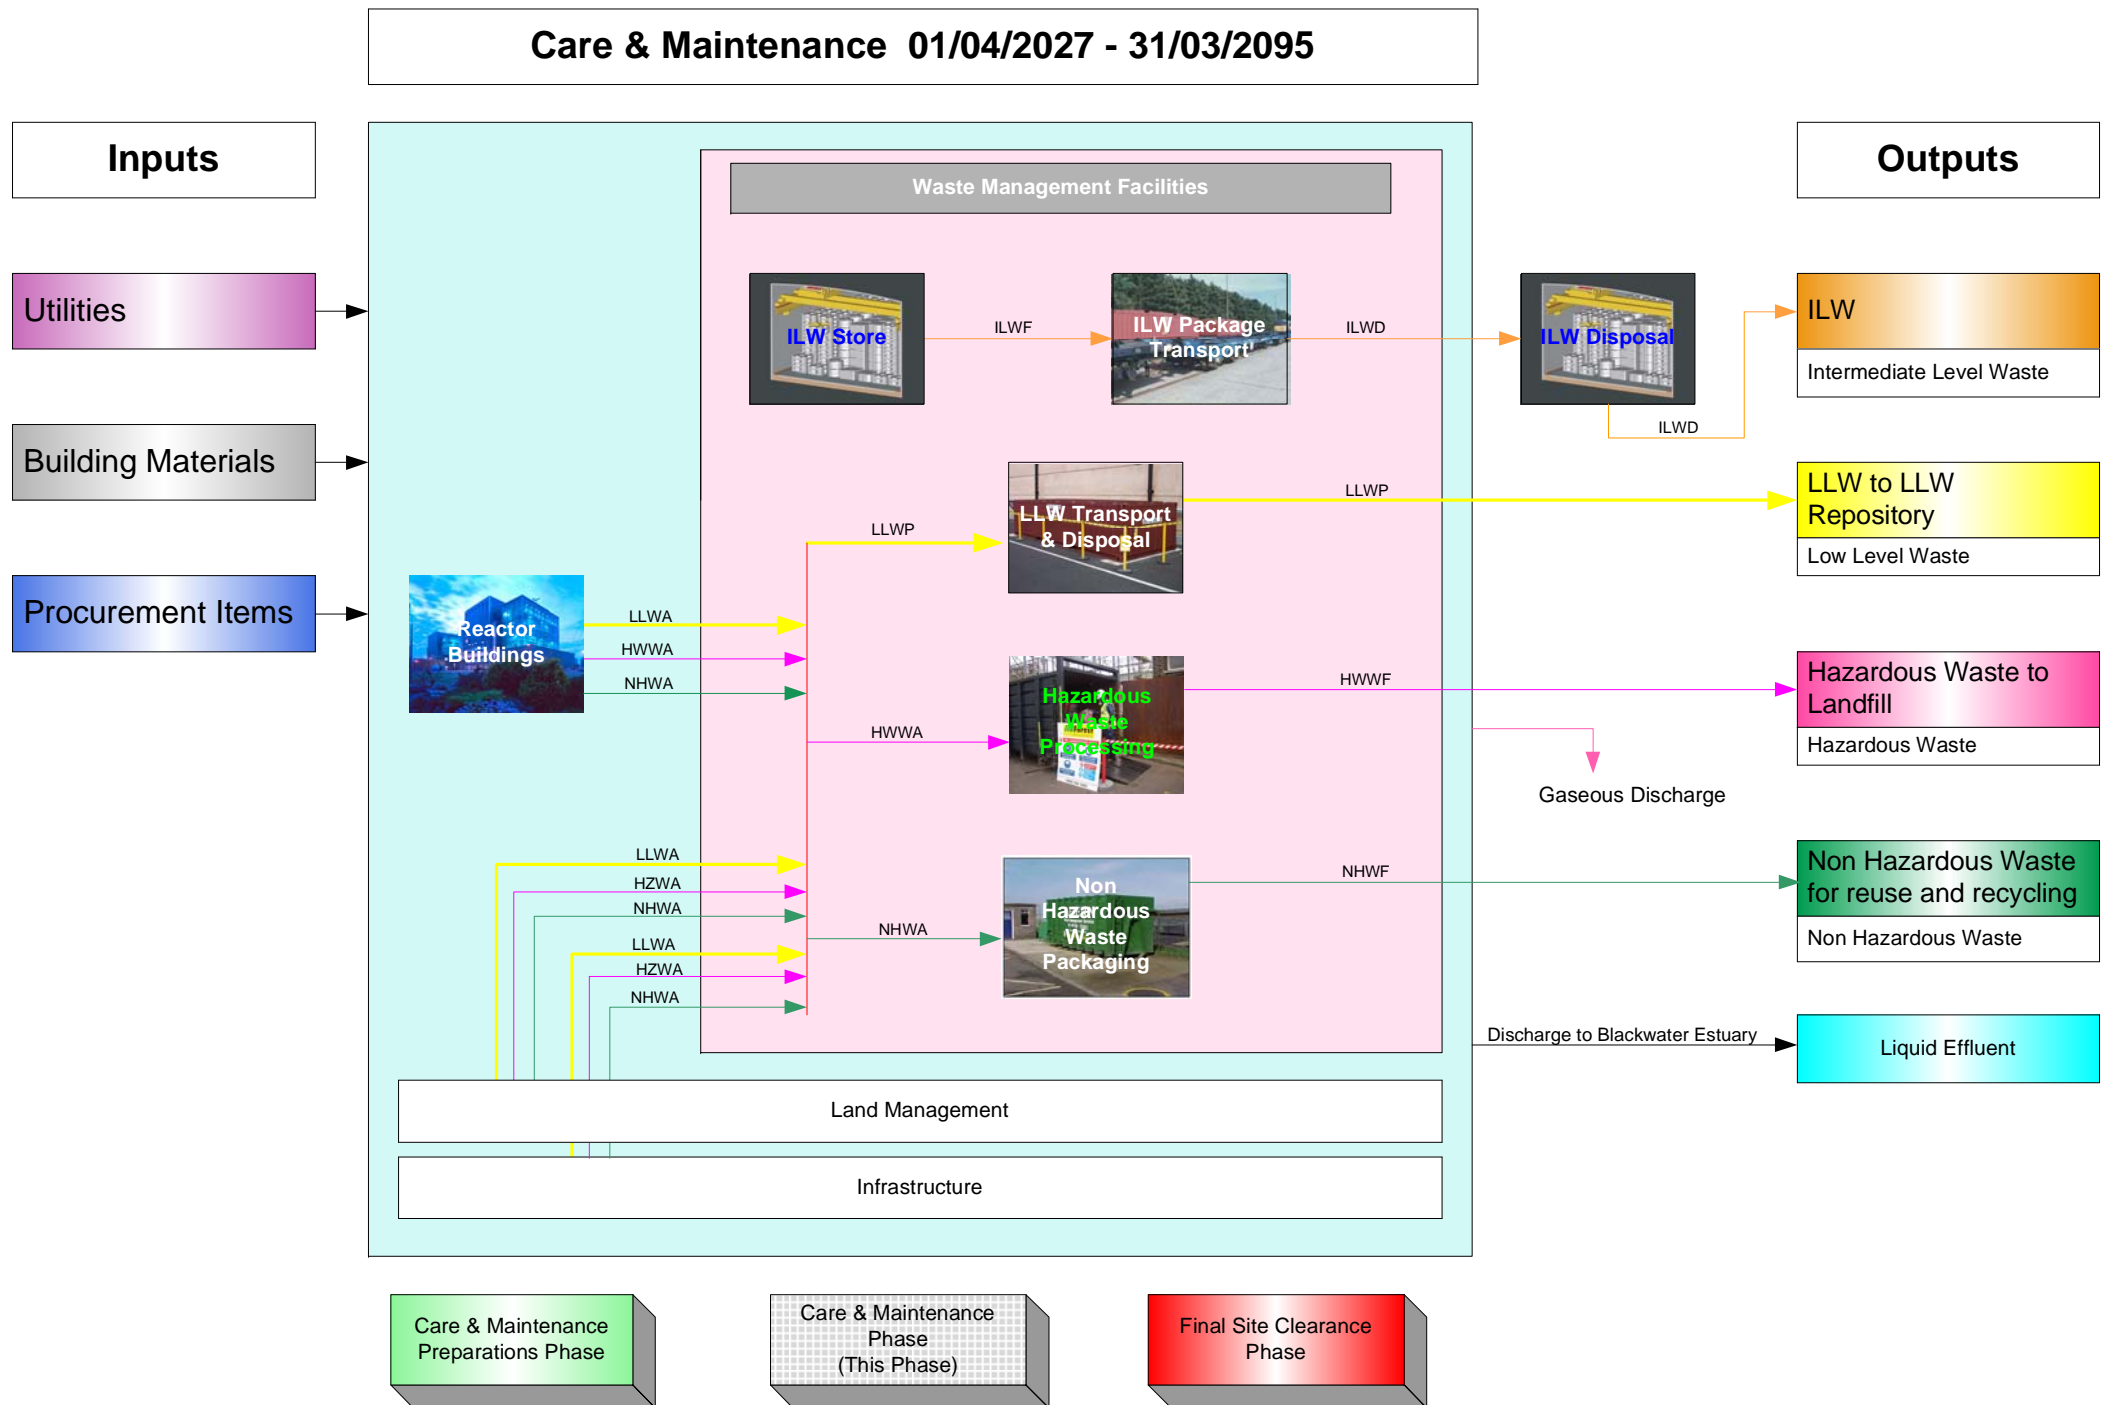 Care & Maintenance 01/04/2027 - 31/03/2095
Inputs
Outputs
Waste Management Facilities
Utilities
ILW Store
ILWF
ILW Package
Transport
ILWD
ILW Disposal
ILWD
ILW
Intermediate Level Waste
Building Materials
LLWP
LLW Transport
& Disposal
LLWP
LLW to LLW
Repository
Low Level Waste
Procurement Items
Reactor
Buildings
LLWA
HWWA
NHWA
HWWA
Hazardous
Waste
Processing
HWWF
Hazardous Waste to
Landfill
Hazardous Waste
Gaseous Discharge
LLWA
HZWA
NHWA
LLWA
HZWA
NHWA
NHWA
Non
Hazardous
Waste
Packaging
NHWF
Non Hazardous Waste
for reuse and recycling
Non Hazardous Waste
Discharge to Blackwater Estuary
Liquid Effluent
Land Management
Infrastructure
Care & Maintenance
Preparations Phase
Care & Maintenance
Phase
(This Phase)
Final Site Clearance
Phase